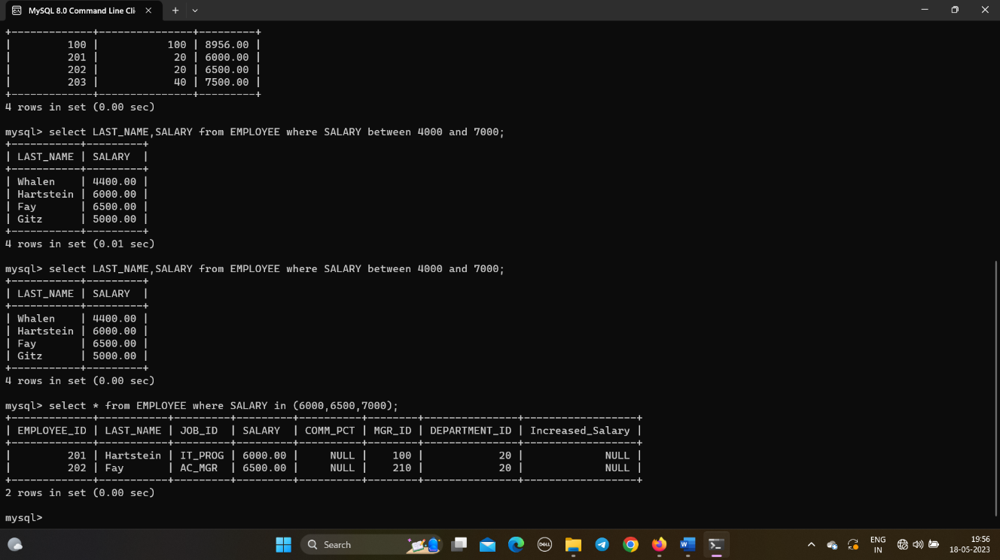 MySQL 8.0 Command Line Cli
+-------------+---------------+---------+
|         100 |           100 | 8956.00 |
|         201 |            20 | 6000.00 |
|         202 |            20 | 6500.00 |
|         203 |            40 | 7500.00 |
+-------------+---------------+---------+
4 rows in set (0.00 sec)
mysql> select LAST_NAME,SALARY from EMPLOYEE where SALARY between 4000 and 7000;
+-----------+---------+
| LAST_NAME | SALARY  |
+-----------+---------+
| Whalen    | 4400.00 |
| Hartstein | 6000.00 |
| Fay       | 6500.00 |
| Gitz      | 5000.00 |
+-----------+---------+
4 rows in set (0.01 sec)
mysql> select LAST_NAME,SALARY from EMPLOYEE where SALARY between 4000 and 7000;
+-----------+---------+
| LAST_NAME | SALARY  |
+-----------+---------+
| Whalen    | 4400.00 |
| Hartstein | 6000.00 |
| Fay       | 6500.00 |
| Gitz      | 5000.00 |
+-----------+---------+
4 rows in set (0.00 sec)
mysql> select * from EMPLOYEE where SALARY in (6000,6500,7000);
+-------------+-----------+---------+---------+----------+--------+---------------+------------------+
| EMPLOYEE_ID | LAST_NAME | JOB_ID  | SALARY  | COMM_PCT | MGR_ID | DEPARTMENT_ID | Increased_Salary |
+-------------+-----------+---------+---------+----------+--------+---------------+------------------+
|         201 | Hartstein | IT_PROG | 6000.00 |     NULL |    100 |            20 |             NULL |
|         202 | Fay       | AC_MGR  | 6500.00 |     NULL |    210 |            20 |             NULL |
+-------------+-----------+---------+---------+----------+--------+---------------+------------------+
2 rows in set (0.00 sec)
mysql>
Search
DELL
ENG
IN
19:56
18-05-2023